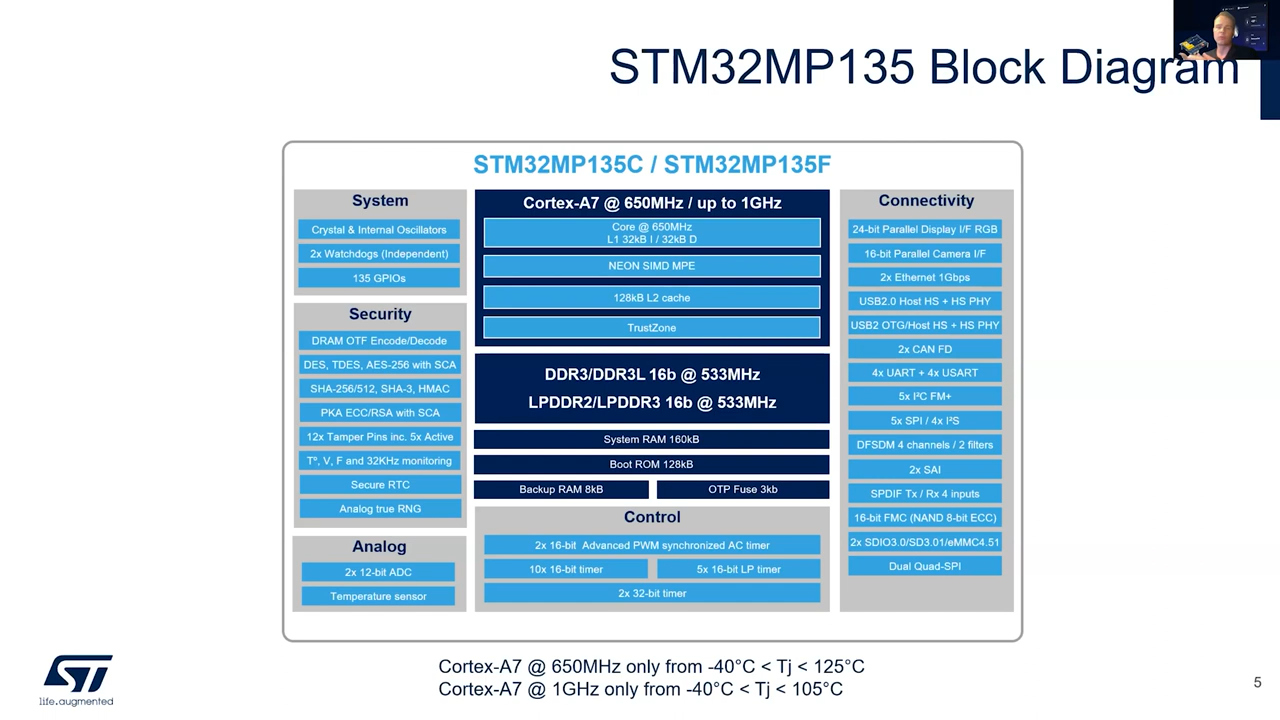 STM32MP135 Block Diagram
STM32MP135C / STM32MP135F
System
Crystal & Internal Oscillators
2x Watchdogs (Independent)
135 GPIOs
Security
DRAM OTF Encode/Decode
DES, TDES, AES-256 with SCA
SHA-256/512, SHA-3, HMAC
PKA ECC/RSA with SCA
12x Tamper Pins inc. 5x Active
T°, V, F and 32KHz monitoring
Secure RTC
Analog true RNG
Analog
2x 12-bit ADC
Temperature sensor
Cortex-A7 @ 650MHz / up to 1GHz
Core @ 650MHz
L1 32kB I / 32kB D
NEON SIMD MPE
128kB L2 cache
TrustZone
DDR3/DDR3L 16b @ 533MHz
LPDDR2/LPDDR3 16b @ 533MHz
System RAM 160kB
Boot ROM 128kB
Backup RAM 8kB
OTP Fuse 3kb
Control
2x 16-bit Advanced PWM synchronized AC timer
10x 16-bit timer
5x 16-bit LP timer
2x 32-bit timer
Connectivity
24-bit Parallel Display I/F RGB
16-bit Parallel Camera I/F
2x Ethernet 1Gbps
USB2.0 Host HS + HS PHY
USB2 OTG/Host HS + HS PHY
2x CAN FD
4x UART + 4x USART
5x I²C FM+
5x SPI / 4x I²S
DFSDM 4 channels / 2 filters
2x SAI
SPDIF Tx / Rx 4 inputs
16-bit FMC (NAND 8-bit ECC)
2x SDIO3.0/SD3.01/eMMC4.51
Dual Quad-SPI
Cortex-A7 @ 650MHz only from -40°C < Tj < 125°C
Cortex-A7 @ 1GHz only from -40°C < Tj < 105°C
ST
life.augmented
5